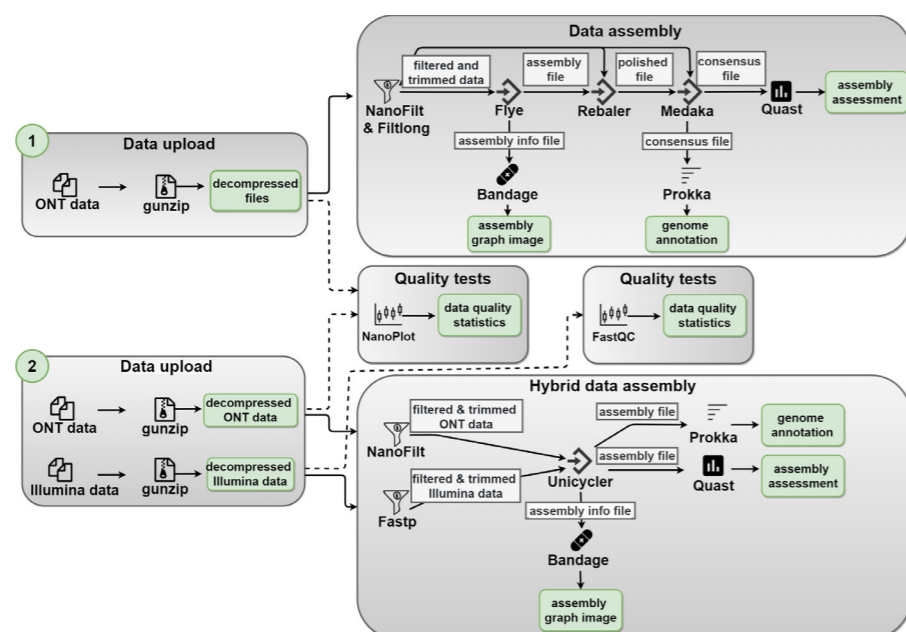 Data assembly
filtered and
trimmed data
assembly
file
polished
file
consensus
file
NanoFilt
& Filtlong
Flye
Rebaler
Medaka
Quast
assembly
assessment
assembly info file
consensus file
Bandage
Prokka
assembly
graph image
genome
annotation
1
Data upload
ONT data
gunzip
decompressed
files
Quality tests
NanoPlot
data quality
statistics
Quality tests
FastQC
data quality
statistics
2
Data upload
ONT data
gunzip
decompressed
ONT data
Illumina data
gunzip
decompressed
Illumina data
Hybrid data assembly
NanoFilt
filtered & trimmed
ONT data
Fastp
filtered & trimmed
Illumina data
Unicycler
assembly file
Prokka
genome
annotation
assembly file
Quast
assembly
assessment
assembly info file
Bandage
assembly
graph image